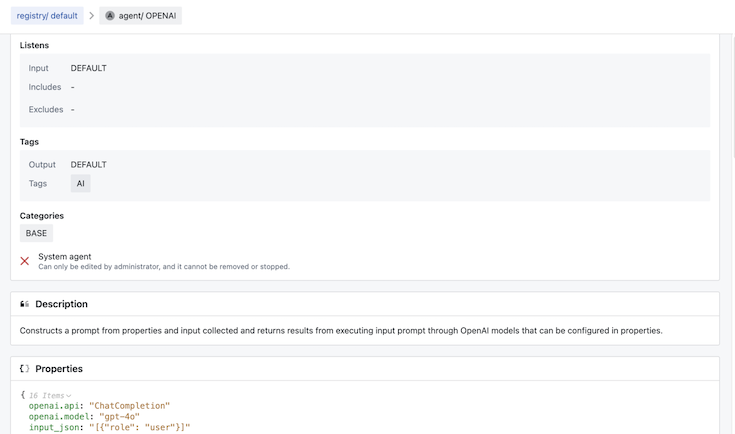 registry/ default > A agent/ OPENAI
Listens
Input DEFAULT
Includes -
Excludes -
Tags
Output DEFAULT
Tags AI
Categories
BASE
System agent
Can only be edited by administrator, and it cannot be removed or stopped.
Description
Constructs a prompt from properties and input collected and returns results from executing input prompt through OpenAI models that can be configured in properties.
{} Properties
{ 16 Items
openai.api: "ChatCompletion"
openai.model: "gpt-4o"
input_json: "[{"role": "user"}]"